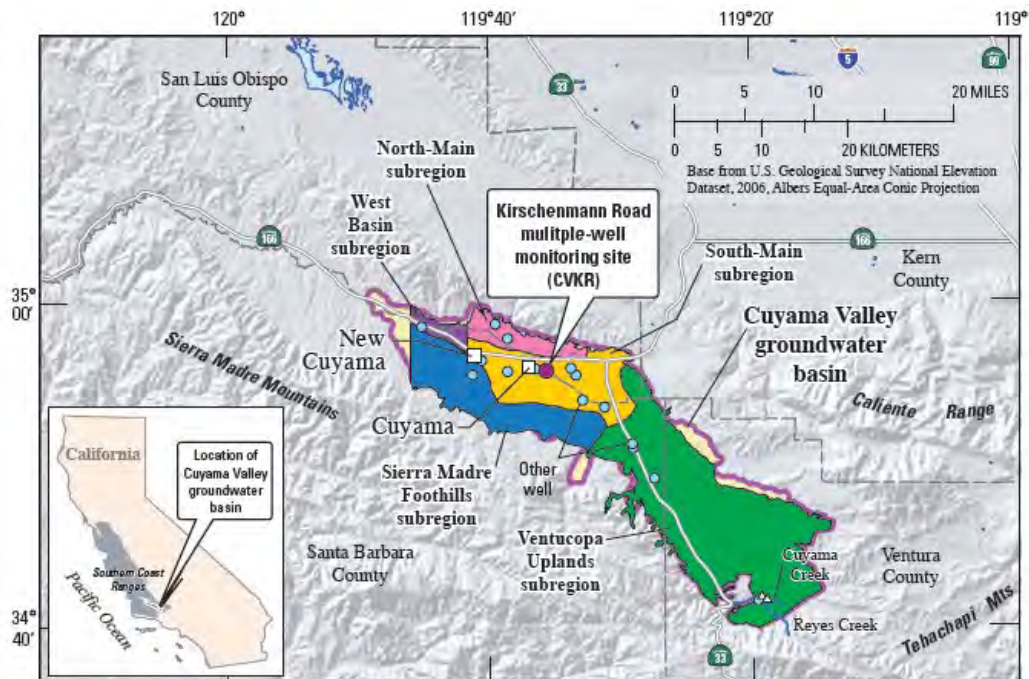 120°
119°40'
119°20'
119°
5
99
33
San Luis Obispo
County
0 5 10 20 MILES
0 5 10 20 KILOMETERS
Base from U.S. Geological Survey National Elevation
Dataset, 2006, Albers Equal-Area Conic Projection
North-Main
subregion
West
Basin
subregion
Kirschenmann Road
mulitple-well
monitoring site
(CVKR)
South-Main
subregion
166
166
Kern
County
35°
00'
New
Cuyama
Cuyama Valley
groundwater
basin
Sierra Madre Mountains
Caliente Range
Cuyama
California
Location of
Cuyama Valley
groundwater
basin
Sierra Madre
Foothills
subregion
Other
well
Southern Coast
Ranges
Pacific Ocean
Santa Barbara
County
Ventucopa
Uplands
subregion
Cuyama
Creek
Ventura
County
34°
40'
Reyes Creek
Tehachapi Mts
33